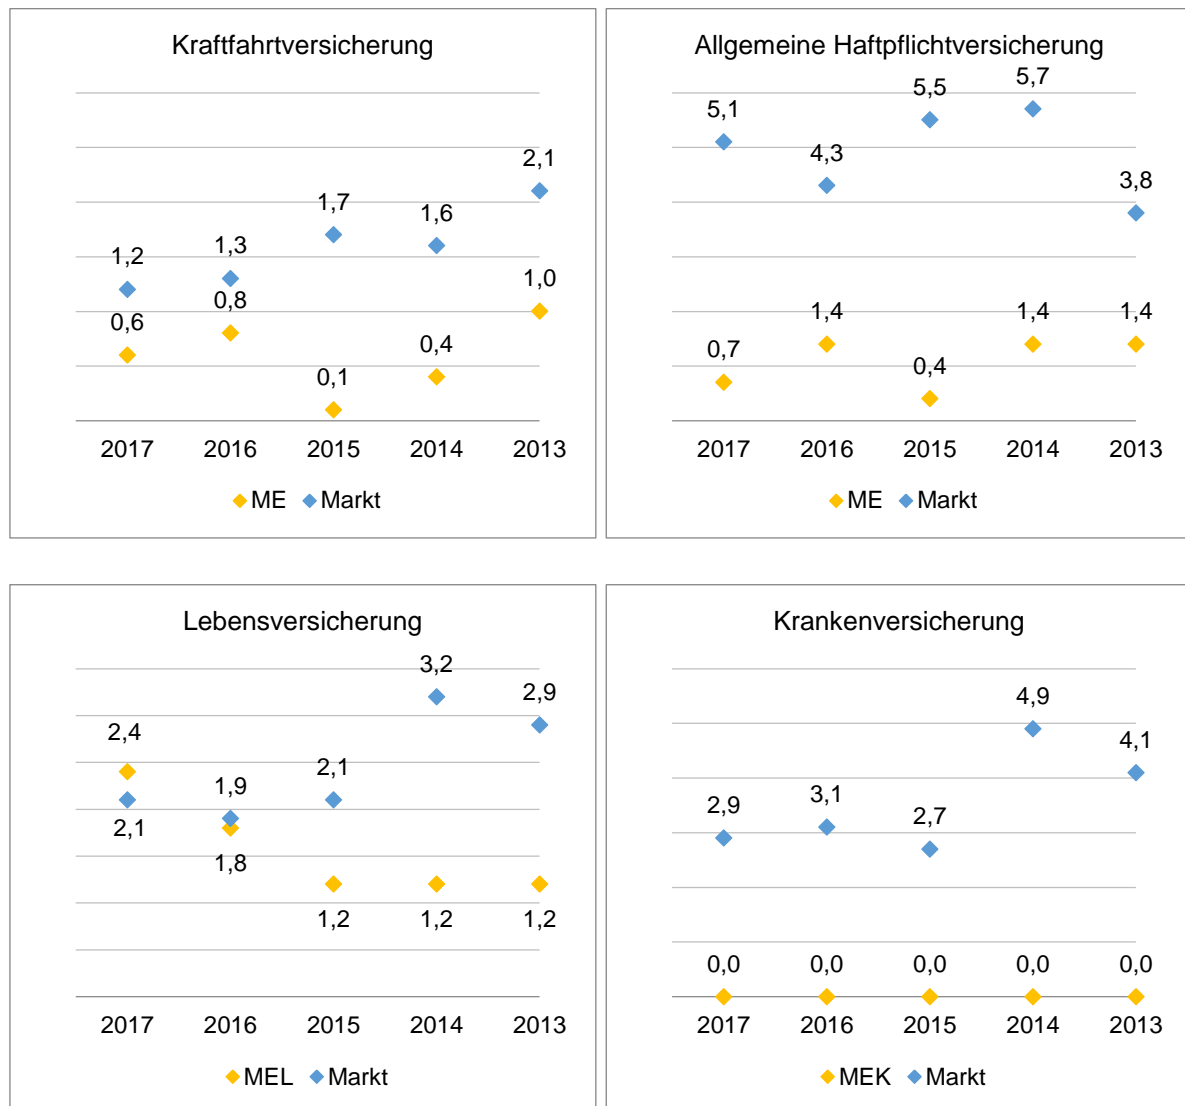 Kraftfahrtversicherung
2,1
1,7
1,6
1,2
1,3
1,0
0,6
0,8
0,4
0,1
2017 2016 2015 2014 2013
ME Markt
Allgemeine Haftpflichtversicherung
5,7
5,5
5,1
4,3
3,8
1,4 1,4 1,4
0,7
0,4
2017 2016 2015 2014 2013
ME Markt
Lebensversicherung
3,2
2,9
2,4
2,1
1,9
2,1
1,8
1,2 1,2 1,2
2017 2016 2015 2014 2013
MEL Markt
Krankenversicherung
4,9
4,1
3,1
2,9
2,7
0,0 0,0 0,0 0,0 0,0
2017 2016 2015 2014 2013
MEK Markt